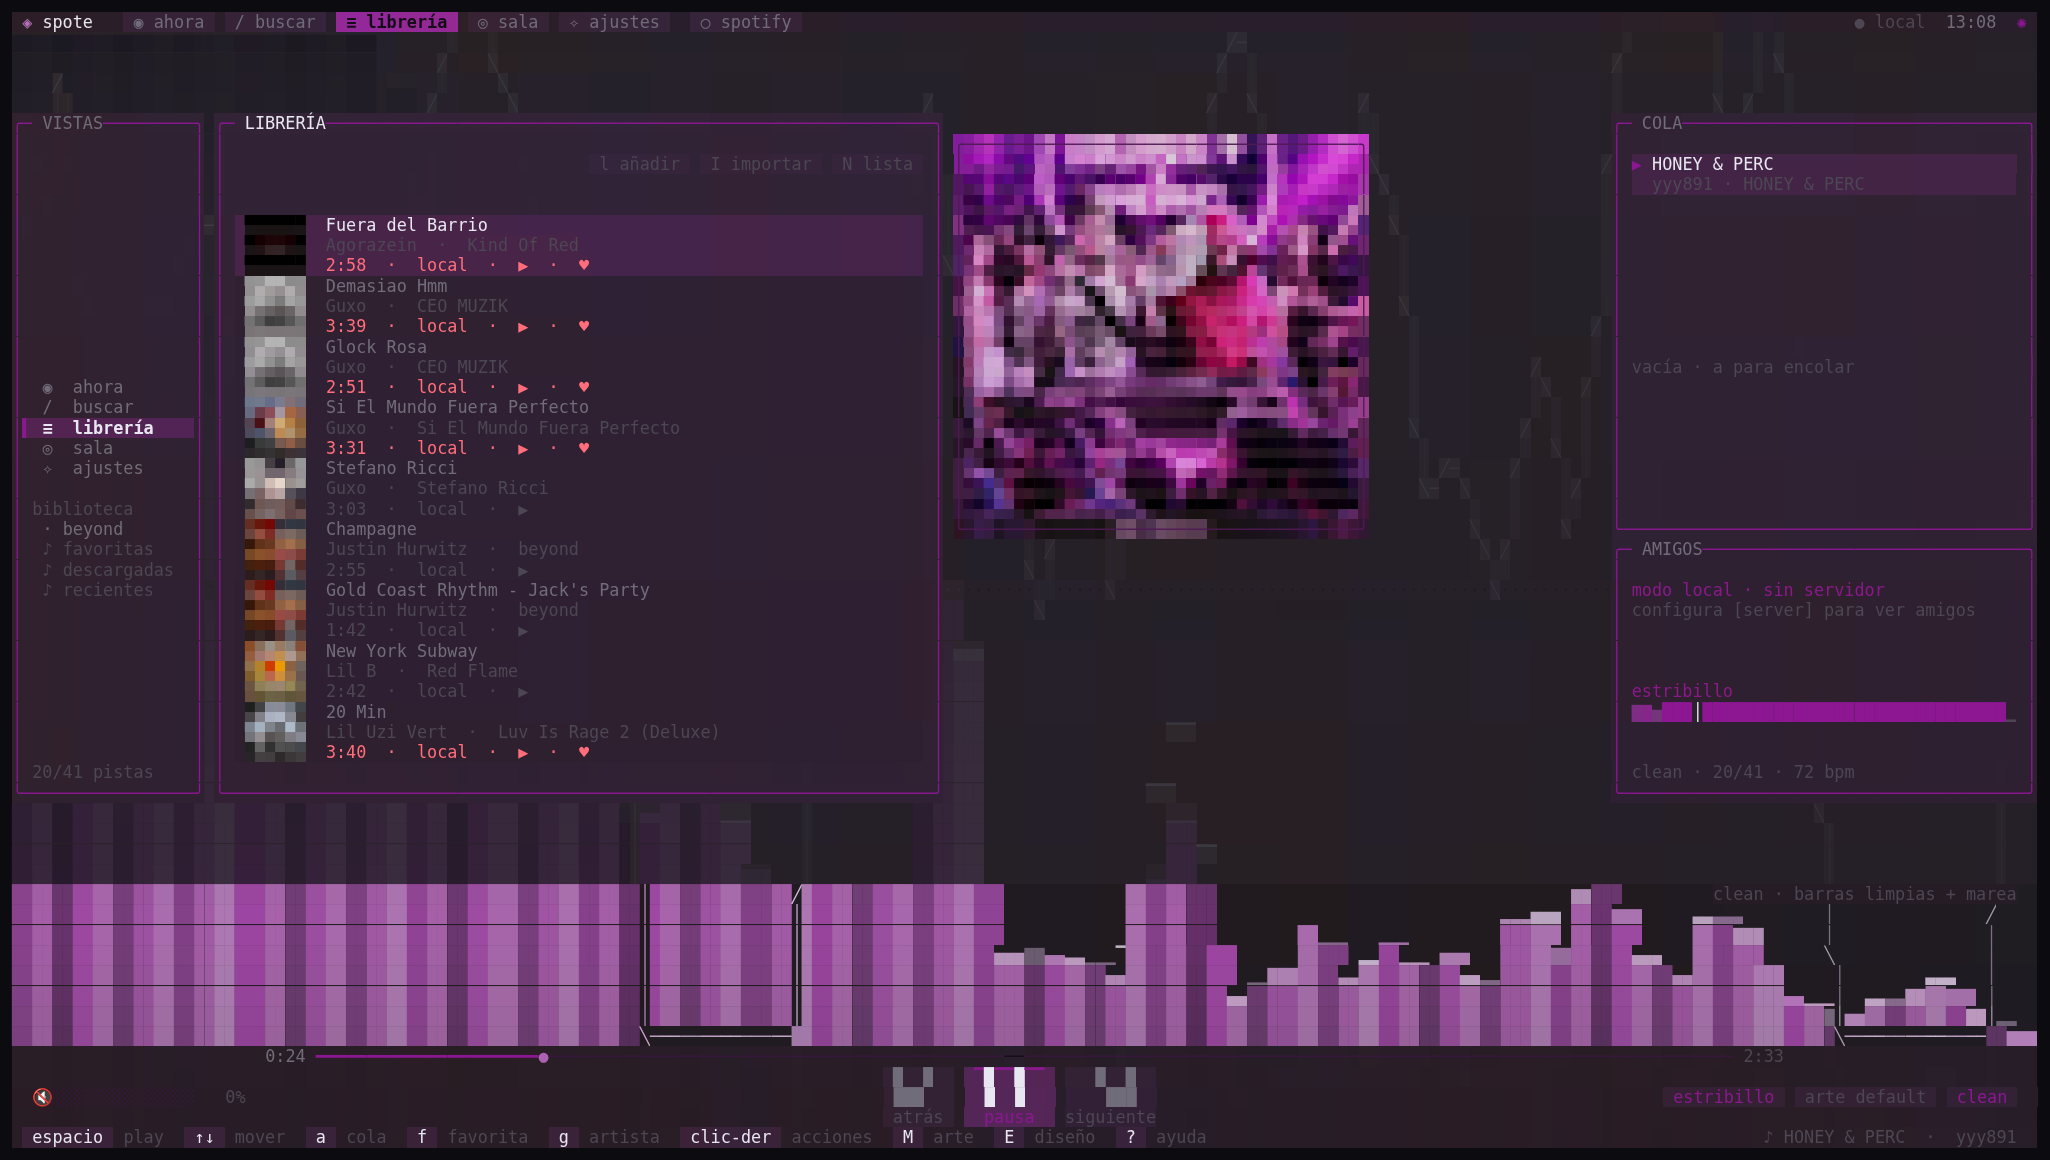 ◈ spote ◉ ahora / buscar ≡ librería ◎ sala ✧ ajustes ○ spotify ● local 13:08
VISTAS
◉ ahora
/ buscar
≡ librería
◎ sala
✧ ajustes
biblioteca
· beyond
♪ favoritas
♪ descargadas
♪ recientes
20/41 pistas
LIBRERÍA
l añadir I importar N lista
Fuera del Barrio
Agorazein · Kind Of Red
2:58 · local · ▶ · ♥
Demasiao Hmm
Guxo · CEO MUZIK
3:39 · local · ▶ · ♥
Glock Rosa
Guxo · CEO MUZIK
2:51 · local · ▶ · ♥
Si El Mundo Fuera Perfecto
Guxo · Si El Mundo Fuera Perfecto
3:31 · local · ▶ · ♥
Stefano Ricci
Guxo · Stefano Ricci
3:03 · local · ▶
Champagne
Justin Hurwitz · beyond
2:55 · local · ▶
Gold Coast Rhythm - Jack's Party
Justin Hurwitz · beyond
1:42 · local · ▶
New York Subway
Lil B · Red Flame
2:42 · local · ▶
20 Min
Lil Uzi Vert · Luv Is Rage 2 (Deluxe)
3:40 · local · ▶ · ♥
COLA
▶ HONEY & PERC
yyy891 · HONEY & PERC
vacía · a para encolar
AMIGOS
modo local · sin servidor
configura [server] para ver amigos
estribillo
clean · 20/41 · 72 bpm
clean · barras limpias + marea
0:24 2:33
0% atrás pausa siguiente estribillo arte default clean
espacio play ↑↓ mover a cola f favorita g artista clic-der acciones M arte E diseño ? ayuda ♪ HONEY & PERC · yyy891